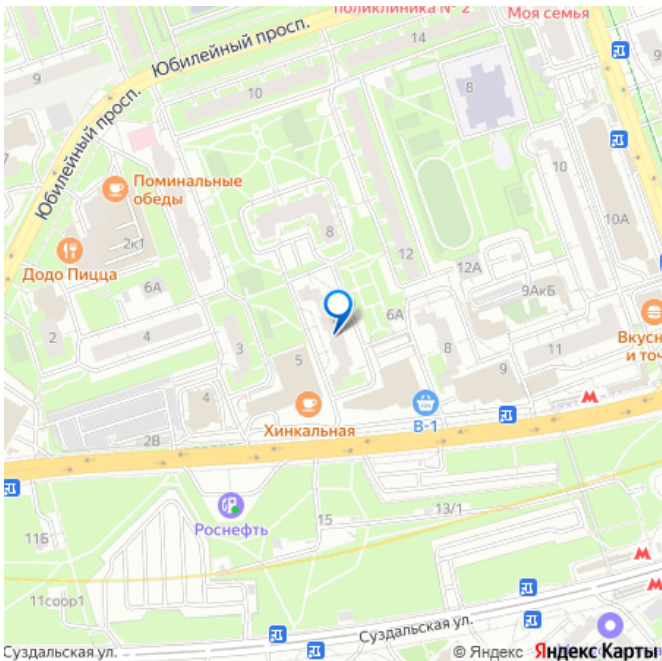 поликлиника № 2
Моя семья
Юбилейный просп.
14
9
10
8
Юбилейный просп.
10
Поминальные
обеды
10А
2к1
8
12
Додо Пицца
12А
6А
9АкБ
6А
2
4
3
8
11
Вкусн
и точ
5
9
4
Хинкальная
В-1
2В
13/1
Роснефть
15
11Б
11соор1
Суздальская ул.
Суздальская ул.
© Яндекс Яндекс Карты